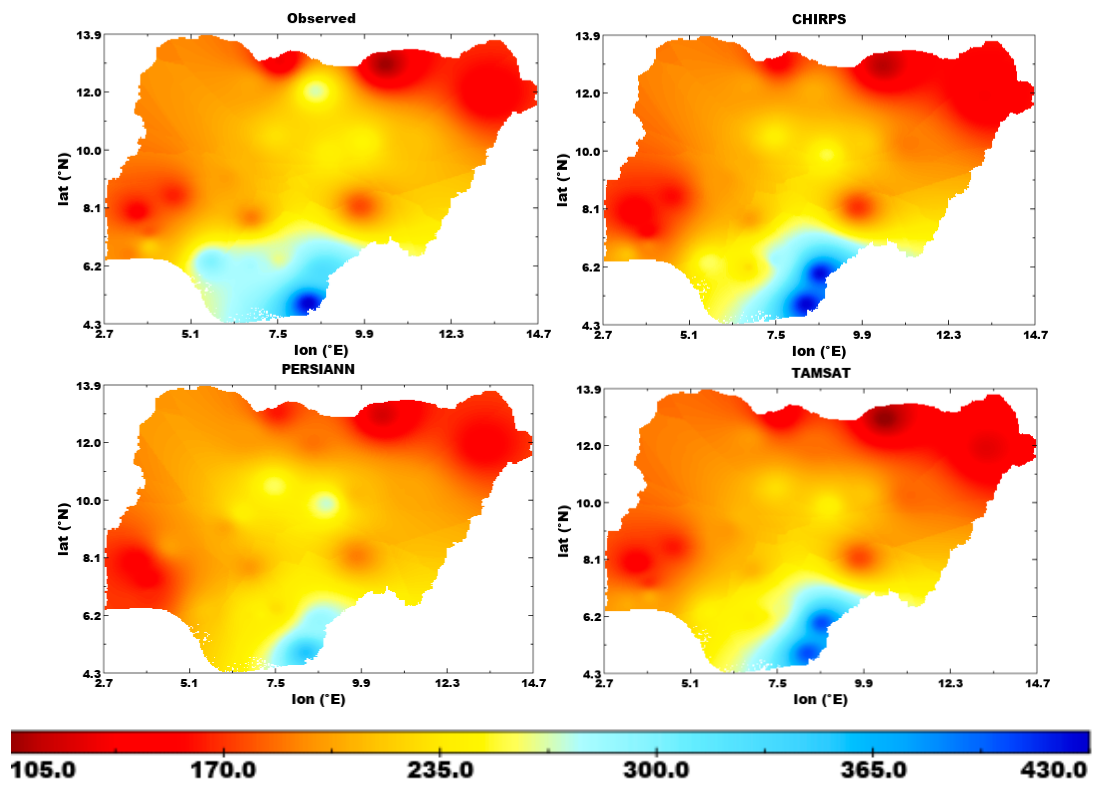 Observed
13.9
12.0
10.0
8.1
6.2
4.3
lat (°N)
2.7 5.1 7.5 9.9 12.3 14.7
lon (°E)
CHIRPS
13.9
12.0
10.0
8.1
6.2
4.3
lat (°N)
2.7 5.1 7.5 9.9 12.3 14.7
lon (°E)
PERSIANN
13.9
12.0
10.0
8.1
6.2
4.3
lat (°N)
2.7 5.1 7.5 9.9 12.3 14.7
lon (°E)
TAMSAT
13.9
12.0
10.0
8.1
6.2
4.3
lat (°N)
2.7 5.1 7.5 9.9 12.3 14.7
lon (°E)
105.0 170.0 235.0 300.0 365.0 430.0